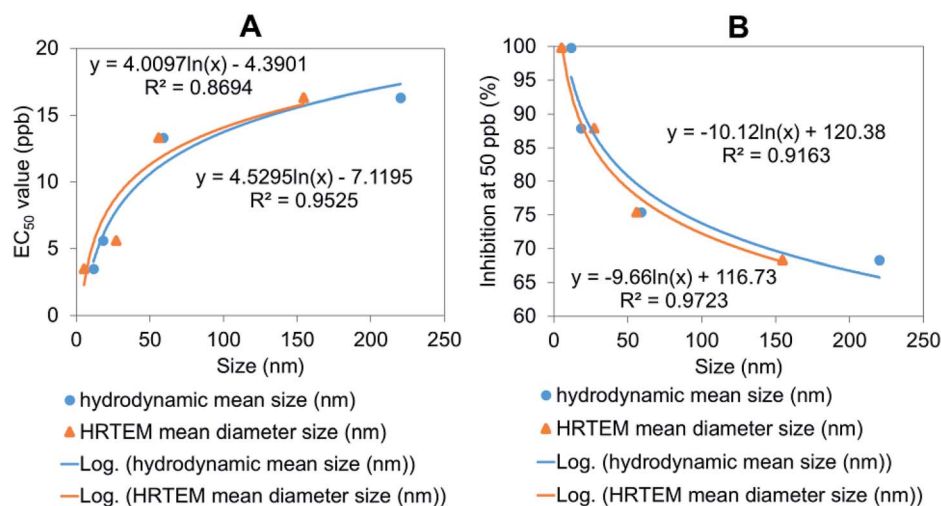 A
20
15
10
5
0
EC50 value (ppb)
y = 4.0097ln(x) - 4.3901
R² = 0.8694
y = 4.5295ln(x) - 7.1195
R² = 0.9525
0 50 100 150 200 250
Size (nm)
hydrodynamic mean size (nm)
HRTEM mean diameter size (nm)
Log. (hydrodynamic mean size (nm))
Log. (HRTEM mean diameter size (nm))
B
100
95
90
85
80
75
70
65
60
Inhibition at 50 ppb (%)
y = -10.12ln(x) + 120.38
R² = 0.9163
y = -9.66ln(x) + 116.73
R² = 0.9723
0 50 100 150 200 250
Size (nm)
hydrodynamic mean size (nm)
HRTEM mean diameter size (nm)
Log. (hydrodynamic mean size (nm))
Log. (HRTEM mean diameter size (nm))